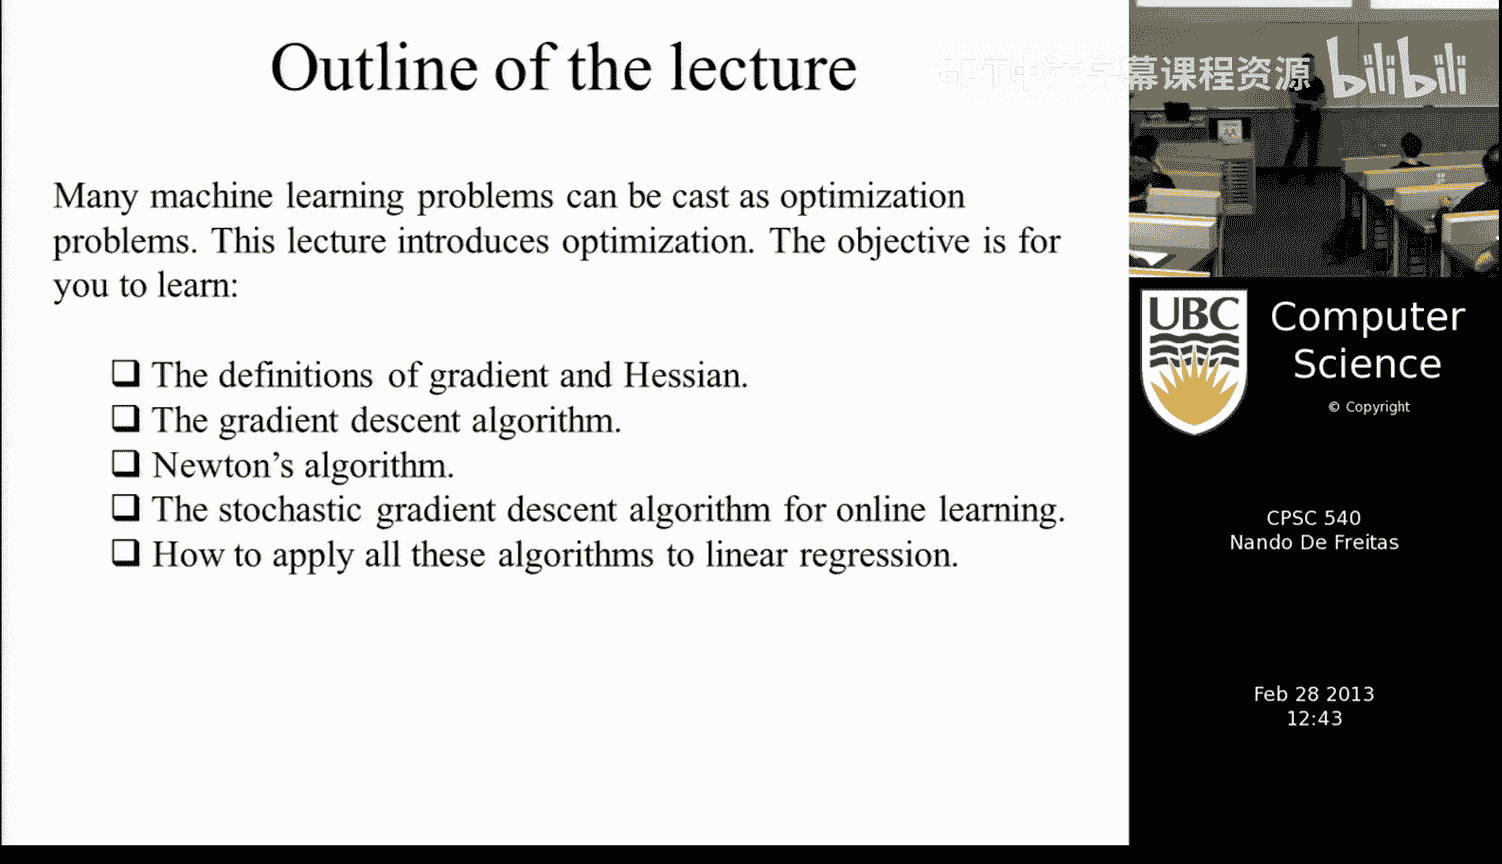 Outline of the lecture
Many machine learning problems can be cast as optimization
problems. This lecture introduces optimization. The objective is for
you to learn:
The definitions of gradient and Hessian.
The gradient descent algorithm.
Newton’s algorithm.
The stochastic gradient descent algorithm for online learning.
How to apply all these algorithms to linear regression.
幕课程资源 bilibili
UBC
Computer
Science
© Copyright
CPSC 540
Nando De Freitas
Feb 28 2013
12:43